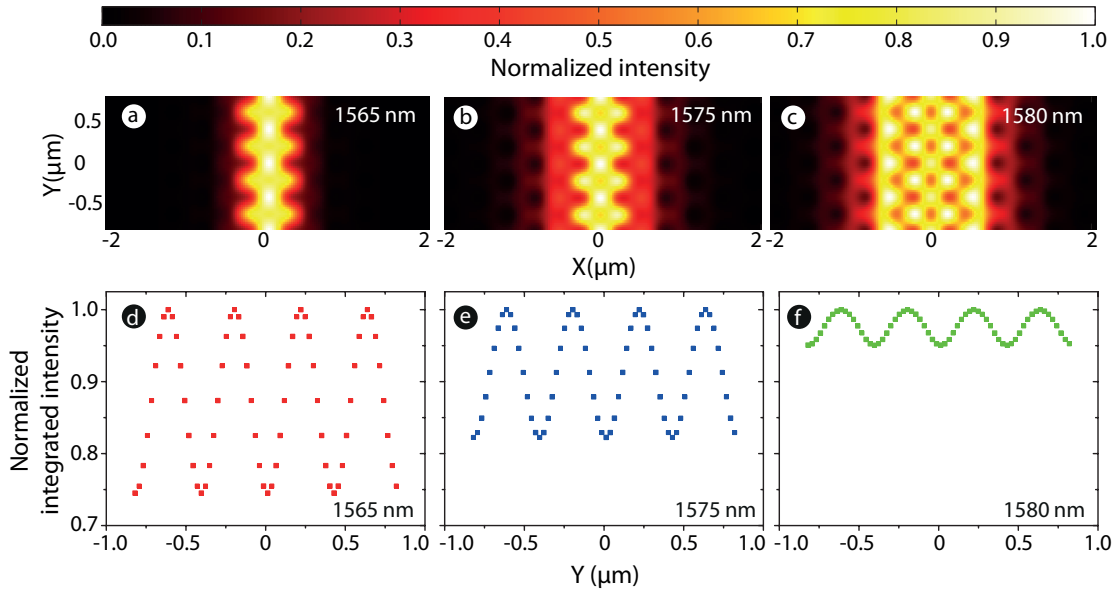 0.0 0.1 0.2 0.3 0.4 0.5 0.6 0.7 0.8 0.9 1.0
Normalized intensity
a 1565 nm
b 1575 nm
c 1580 nm
Y(μm)
0.5
0
-0.5
-2 0 2
-2 0 2
-2 0 2
X(μm)
Normalized
integrated intensity
1.0
0.9
0.8
0.7
d
1565 nm
e
1575 nm
f
1580 nm
-1.0 -0.5 0 0.5 1.0
-1.0 -0.5 0 0.5 1.0
-1.0 -0.5 0 0.5 1.0
Y (μm)